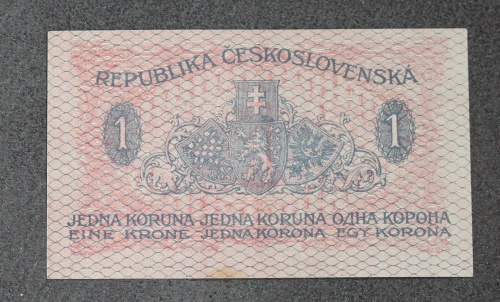 REPUBLIKA ČESKOSLOVENSKÁ
1 1
JEDNA KORUNA JEDNA KORUNA ОДНА КОРОНА
EINE KRONE JEDNA KORONA EGY KORONA